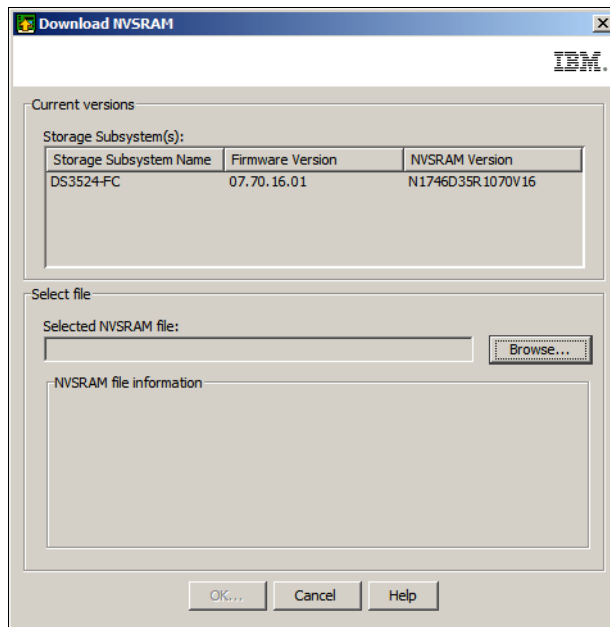 Download NVSRAM
IBM.
Current versions
Storage Subsystem(s):
Storage Subsystem Name Firmware Version NVSRAM Version
DS3524-FC 07.70.16.01 N1746D35R1070V16
Select file
Selected NVSRAM file:
Browse...
NVSRAM file information
OK... Cancel Help